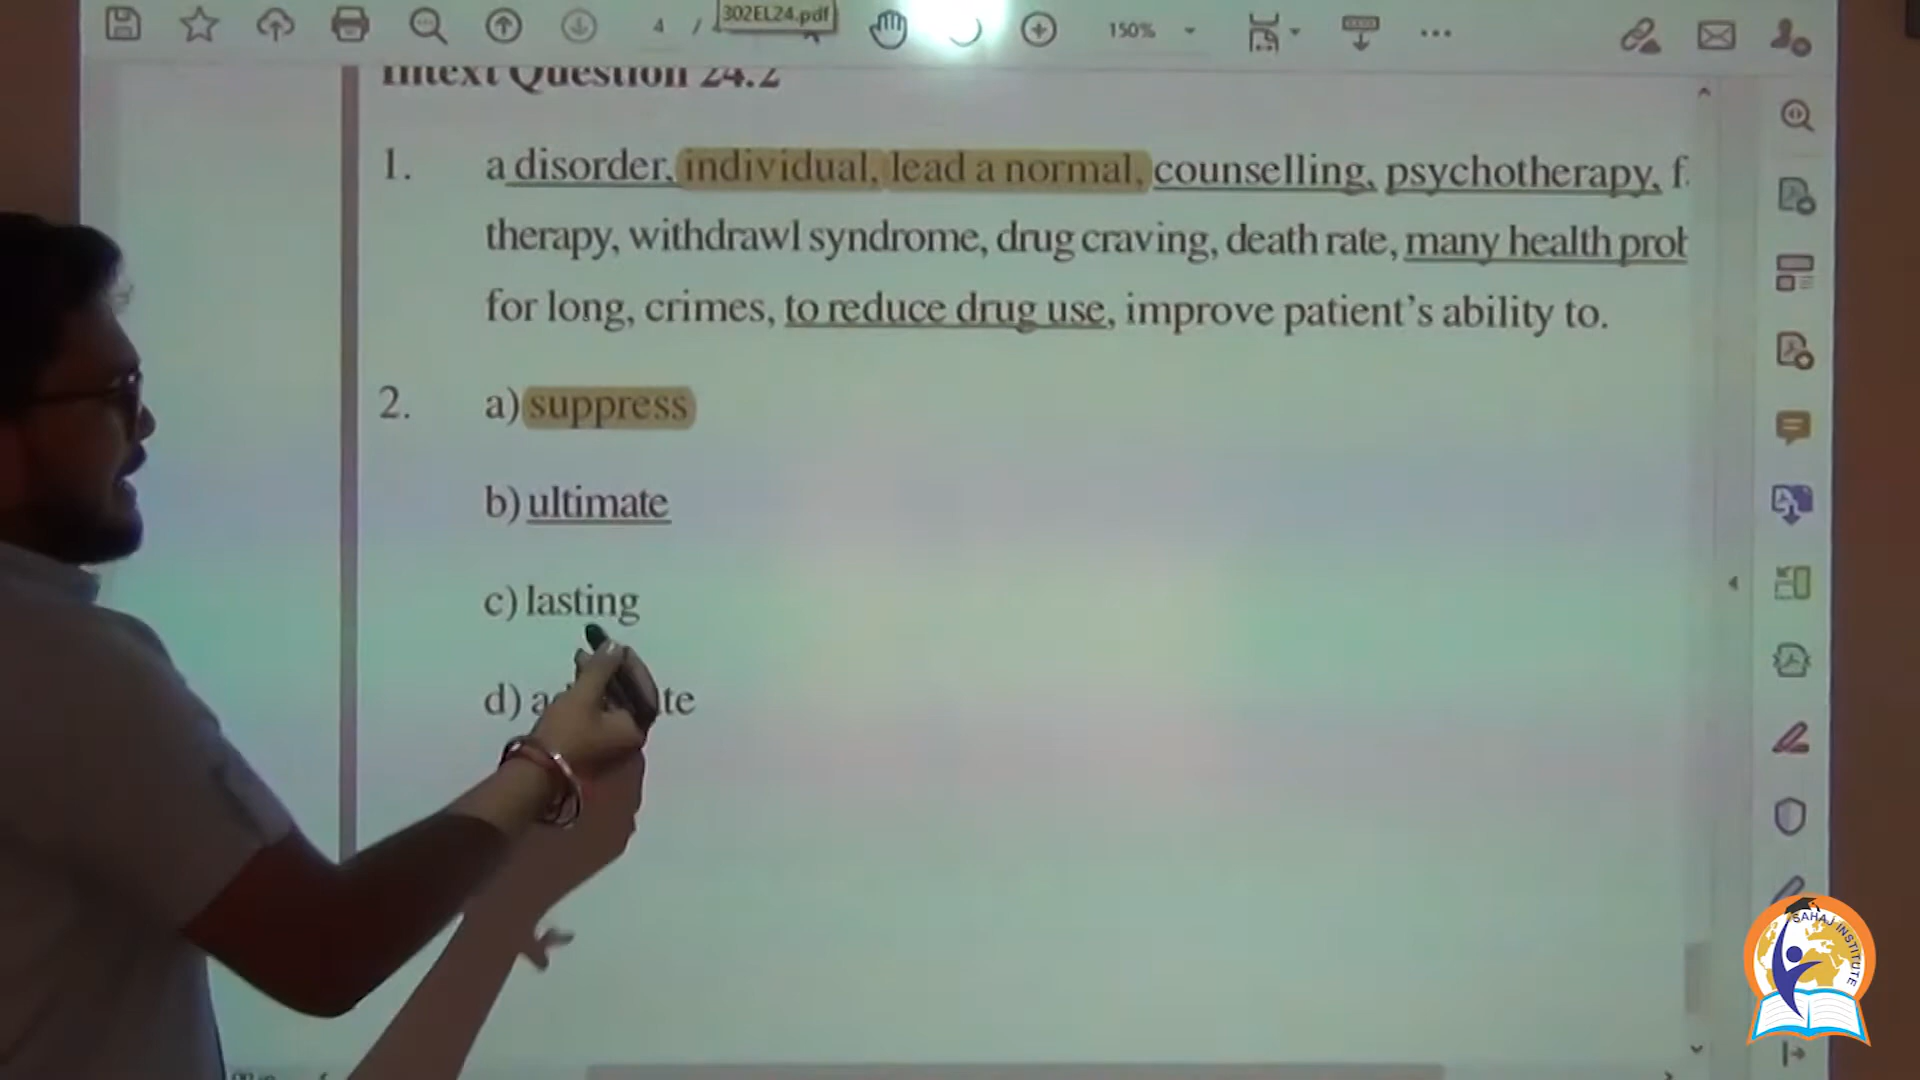 4 / 302EL24.pdf 150%
Intext Question 24.2
1. a disorder, individual, lead a normal, counselling, psychotherapy, f
therapy, withdrawl syndrome, drug craving, death rate, many health prob
for long, crimes, to reduce drug use, improve patient's ability to.
2. a) suppress
b) ultimate
c) lasting
d)
SAHAJ INSTITUTE